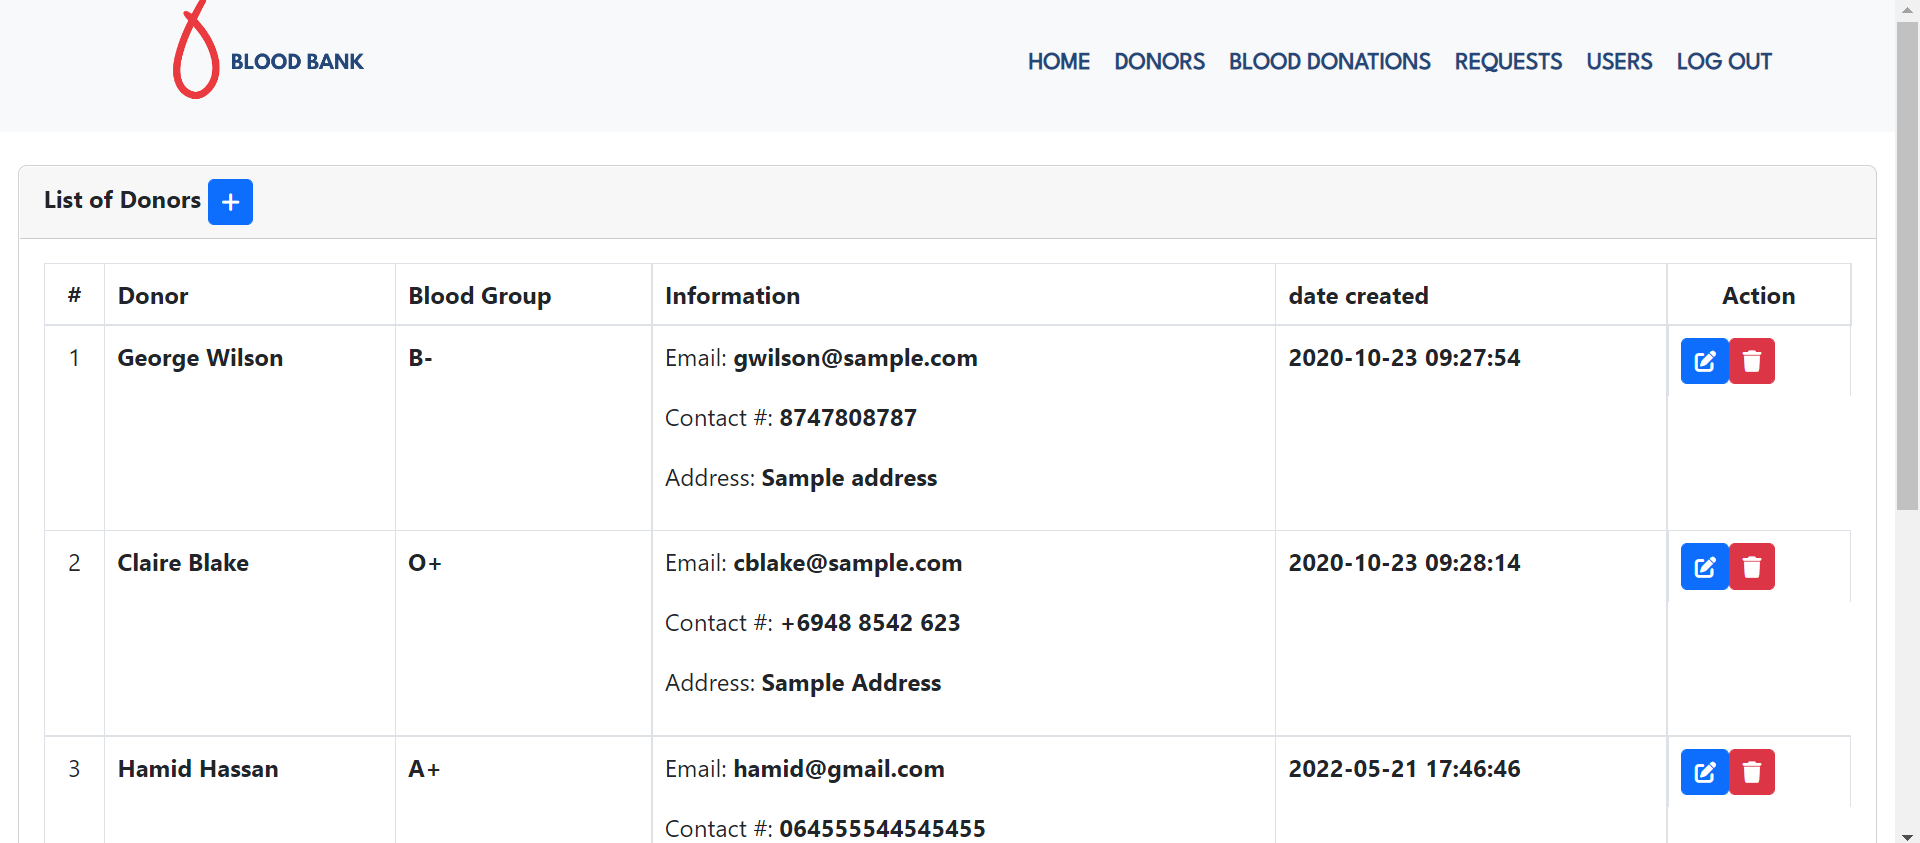 BLOOD BANK HOME DONORS BLOOD DONATIONS REQUESTS USERS LOG OUT
List of Donors +
# Donor Blood Group Information date created Action
1 George Wilson B- Email: gwilson@sample.com 2020-10-23 09:27:54
Contact #: 8747808787
Address: Sample address
2 Claire Blake O+ Email: cblake@sample.com 2020-10-23 09:28:14
Contact #: +6948 8542 623
Address: Sample Address
3 Hamid Hassan A+ Email: hamid@gmail.com 2022-05-21 17:46:46
Contact #: 064555544545455